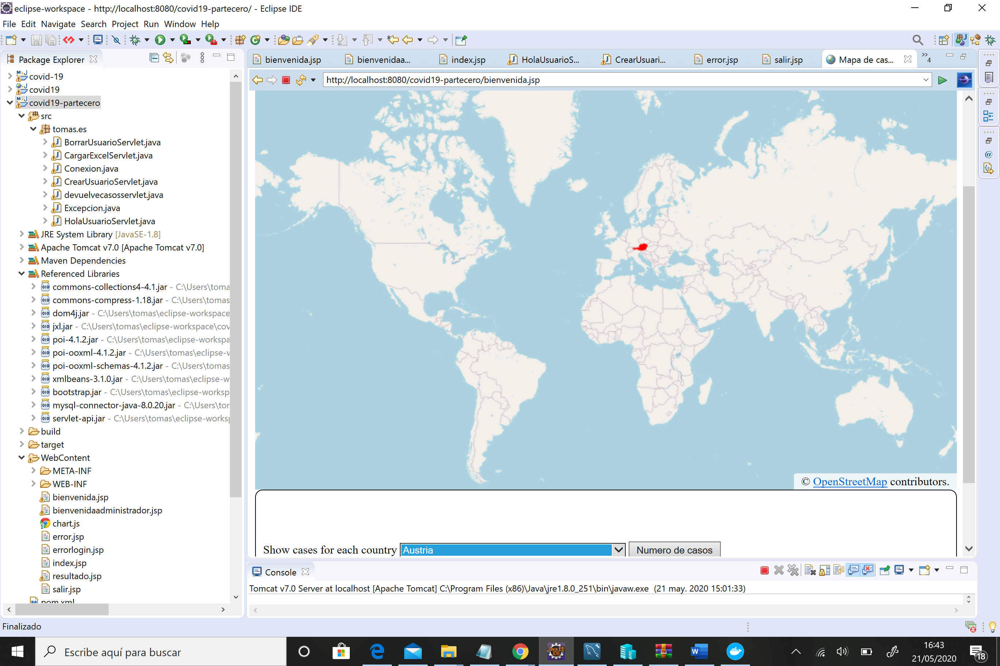 eclipse-workspace - http://localhost:8080/covid19-partecero/ - Eclipse IDE
File Edit Navigate Search Project Run Window Help
Package Explorer
covid-19
covid19
covid19-partecero
src
tomas.es
BorrarUsuarioServlet.java
CargarExcelServlet.java
Conexion.java
CrearUsuarioServlet.java
devuelvecasosservlet.java
Excepcion.java
HolaUsuarioServlet.java
JRE System Library [JavaSE-1.8]
Apache Tomcat v7.0 [Apache Tomcat v7.0]
Maven Dependencies
Referenced Libraries
commons-collections4-4.1.jar - C:\Users\toma
commons-compress-1.18.jar - C:\Users\tomas
dom4j.jar - C:\Users\tomas\eclipse-workspace
jxl.jar - C:\Users\tomas\eclipse-workspace\cov
poi-4.1.2.jar - C:\Users\tomas\eclipse-workspa
poi-ooxml-4.1.2.jar - C:\Users\tomas\eclipse-w
poi-ooxml-schemas-4.1.2.jar - C:\Users\tomas
xmlbeans-3.1.0.jar - C:\Users\tomas\eclipse-w
bootstrap.jar - C:\Users\tomas\eclipse-worksp
mysql-connector-java-8.0.20.jar - C:\Users\tor
servlet-api.jar - C:\Users\tomas\eclipse-worksp
build
target
WebContent
META-INF
WEB-INF
bienvenida.jsp
bienvenidaadministrador.jsp
chart.js
error.jsp
errorlogin.jsp
index.jsp
resultado.jsp
salir.jsp
pom.xml
bienvenida.jsp bienvenidaa... index.jsp HolaUsuarioS... CrearUsuari... error.jsp salir.jsp Mapa de cas... »4
http://localhost:8080/covid19-partecero/bienvenida.jsp
© OpenStreetMap contributors.
Show cases for each country Austria Numero de casos
Console
Tomcat v7.0 Server at localhost [Apache Tomcat] C:\Program Files (x86)\Java\jre1.8.0_251\bin\javaw.exe (21 may. 2020 15:01:33)
Finalizado
Escribe aquí para buscar
Java EE
IDE
W
16:43
21/05/2020
18